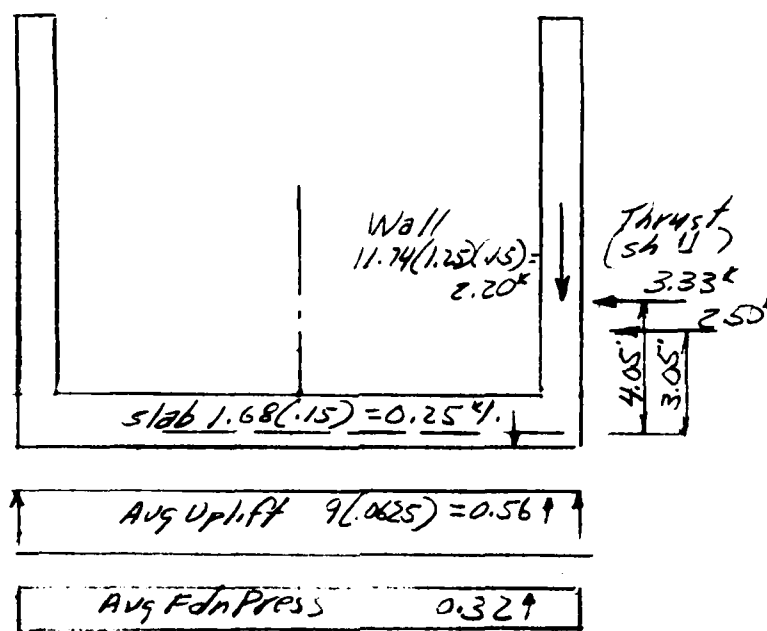 Wall
11.74(1.25)(.15)=
2.20ᴷ
Thrust
(sh 11)
3.33ᴷ
2.50ᴷ
4.05'
3.05'
slab 1.68(.15)=0.25ᴷ/.
Avg Uplift 9(.0625)=0.56↑
Avg Fdn Press 0.32↑